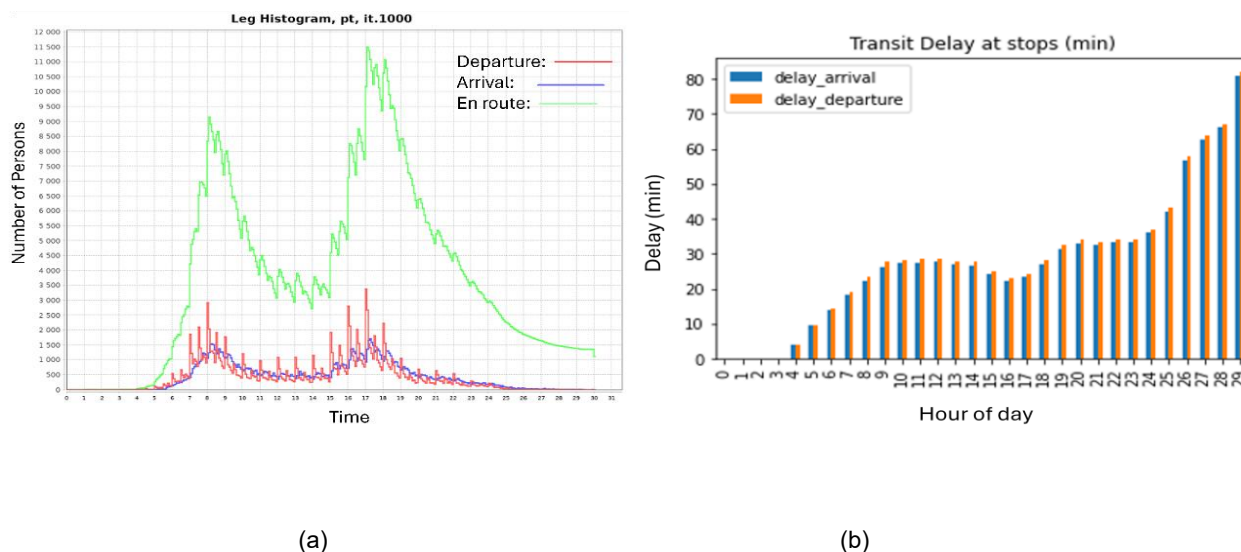 Leg Histogram, pt, it.1000
Number of Persons
12 000
11 500
11 000
10 500
10 000
9 500
9 000
8 500
8 000
7 500
7 000
6 500
6 000
5 500
5 000
4 500
4 000
3 500
3 000
2 500
2 000
1 500
1 000
500
0
Departure:
Arrival:
En route:
0 1 2 3 4 5 6 7 8 9 10 11 12 13 14 15 16 17 18 19 20 21 22 23 24 25 26 27 28 29 30 31
Time
(a)
Transit Delay at stops (min)
delay_arrival
delay_departure
Delay (min)
80
70
60
50
40
30
20
10
0
0 1 2 3 4 5 6 7 8 9 10 11 12 13 14 15 16 17 18 19 20 21 22 23 24 25 26 27 28 29
Hour of day
(b)